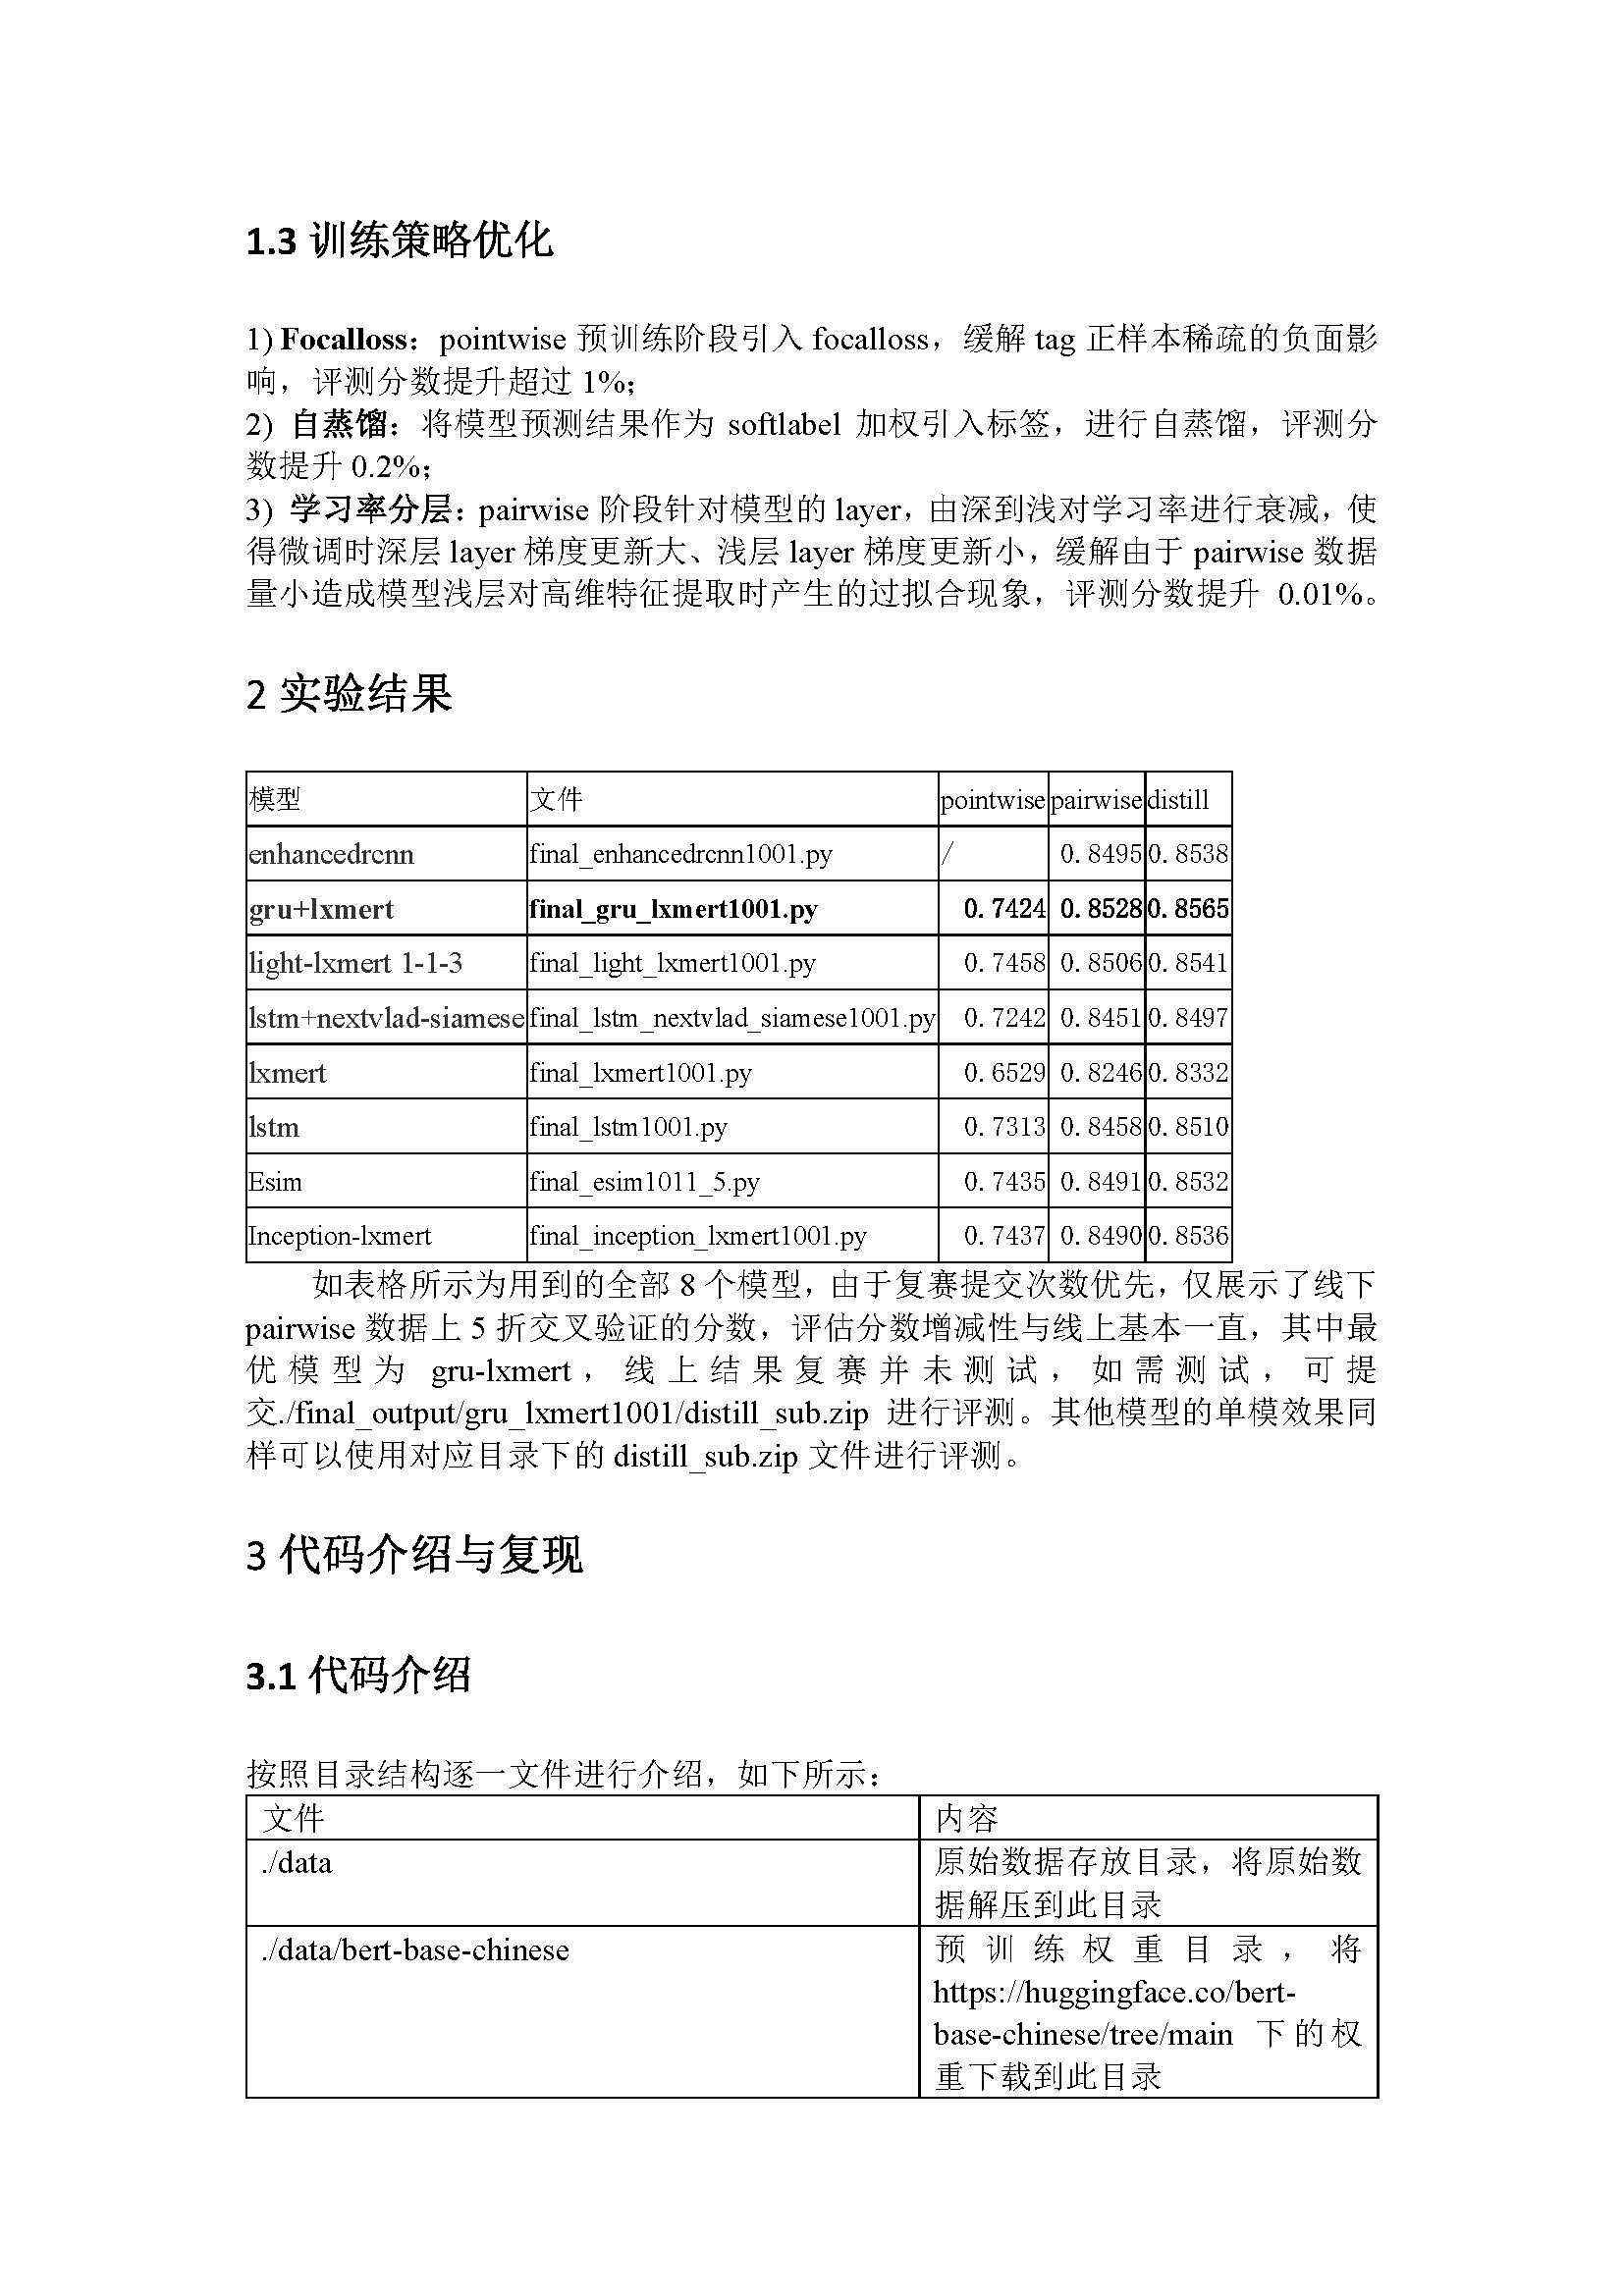 1.3 训练策略优化
1) Focalloss：pointwise 预训练阶段引入 focalloss，缓解 tag 正样本稀疏的负面影
响，评测分数提升超过 1%；
2) 自蒸馏：将模型预测结果作为 softlabel 加权引入标签，进行自蒸馏，评测分
数提升 0.2%；
3) 学习率分层：pairwise 阶段针对模型的 layer，由深到浅对学习率进行衰减，使
得微调时深层 layer 梯度更新大、浅层 layer 梯度更新小，缓解由于 pairwise 数据
量小造成模型浅层对高维特征提取时产生的过拟合现象，评测分数提升 0.01%。
2 实验结果
模型 文件 pointwise pairwise distill
enhancedrcnn final_enhancedrcnn1001.py / 0.8495 0.8538
gru+lxmert final_gru_lxmert1001.py 0.7424 0.8528 0.8565
light-lxmert 1-1-3 final_light_lxmert1001.py 0.7458 0.8506 0.8541
lstm+nextvlad-siamese final_lstm_nextvlad_siamese1001.py 0.7242 0.8451 0.8497
lxmert final_lxmert1001.py 0.6529 0.8246 0.8332
lstm final_lstm1001.py 0.7313 0.8458 0.8510
Esim final_esim1011_5.py 0.7435 0.8491 0.8532
Inception-lxmert final_inception_lxmert1001.py 0.7437 0.8490 0.8536
如表格所示为用到的全部 8 个模型，由于复赛提交次数优先，仅展示了线下
pairwise 数据上 5 折交叉验证的分数，评估分数增减性与线上基本一直，其中最
优模型为 gru-lxmert，线上结果复赛并未测试，如需测试，可提
交./final_output/gru_lxmert1001/distill_sub.zip 进行评测。其他模型的单模效果同
样可以使用对应目录下的 distill_sub.zip 文件进行评测。
3 代码介绍与复现
3.1 代码介绍
按照目录结构逐一文件进行介绍，如下所示：
文件 内容
./data 原始数据存放目录，将原始数
据解压到此目录
./data/bert-base-chinese 预训练权重目录，将
https://huggingface.co/bert-
base-chinese/tree/main 下的权
重下载到此目录